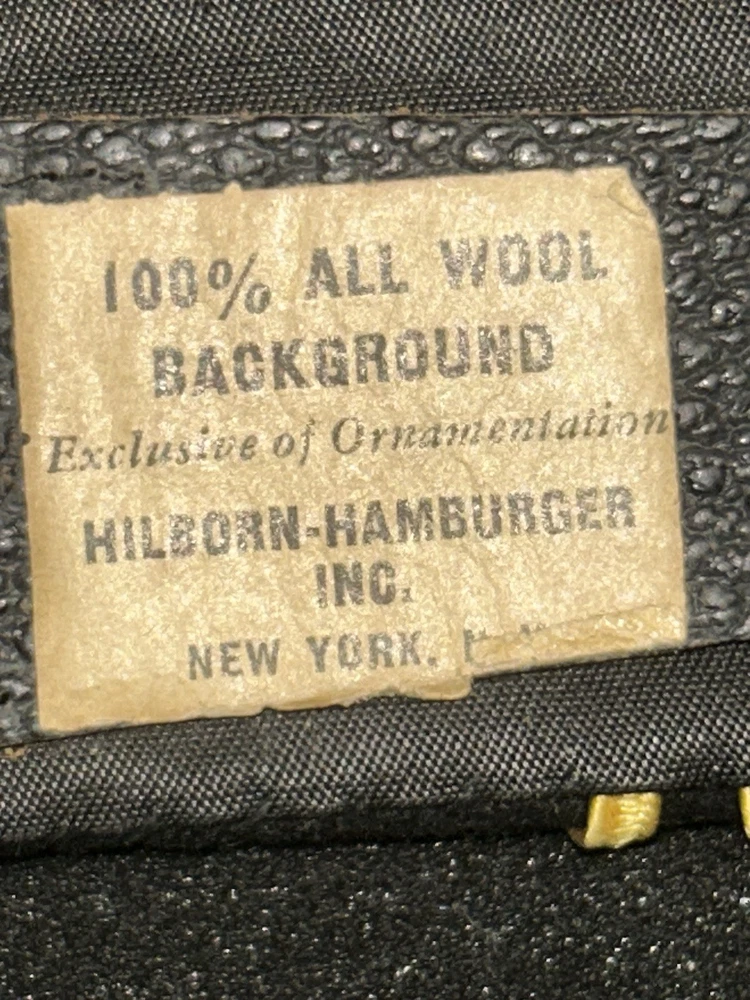 100% ALL WOOL
BACKGROUND
Exclusive of Ornamentation
HILBORN-HAMBURGER
INC.
NEW YORK,